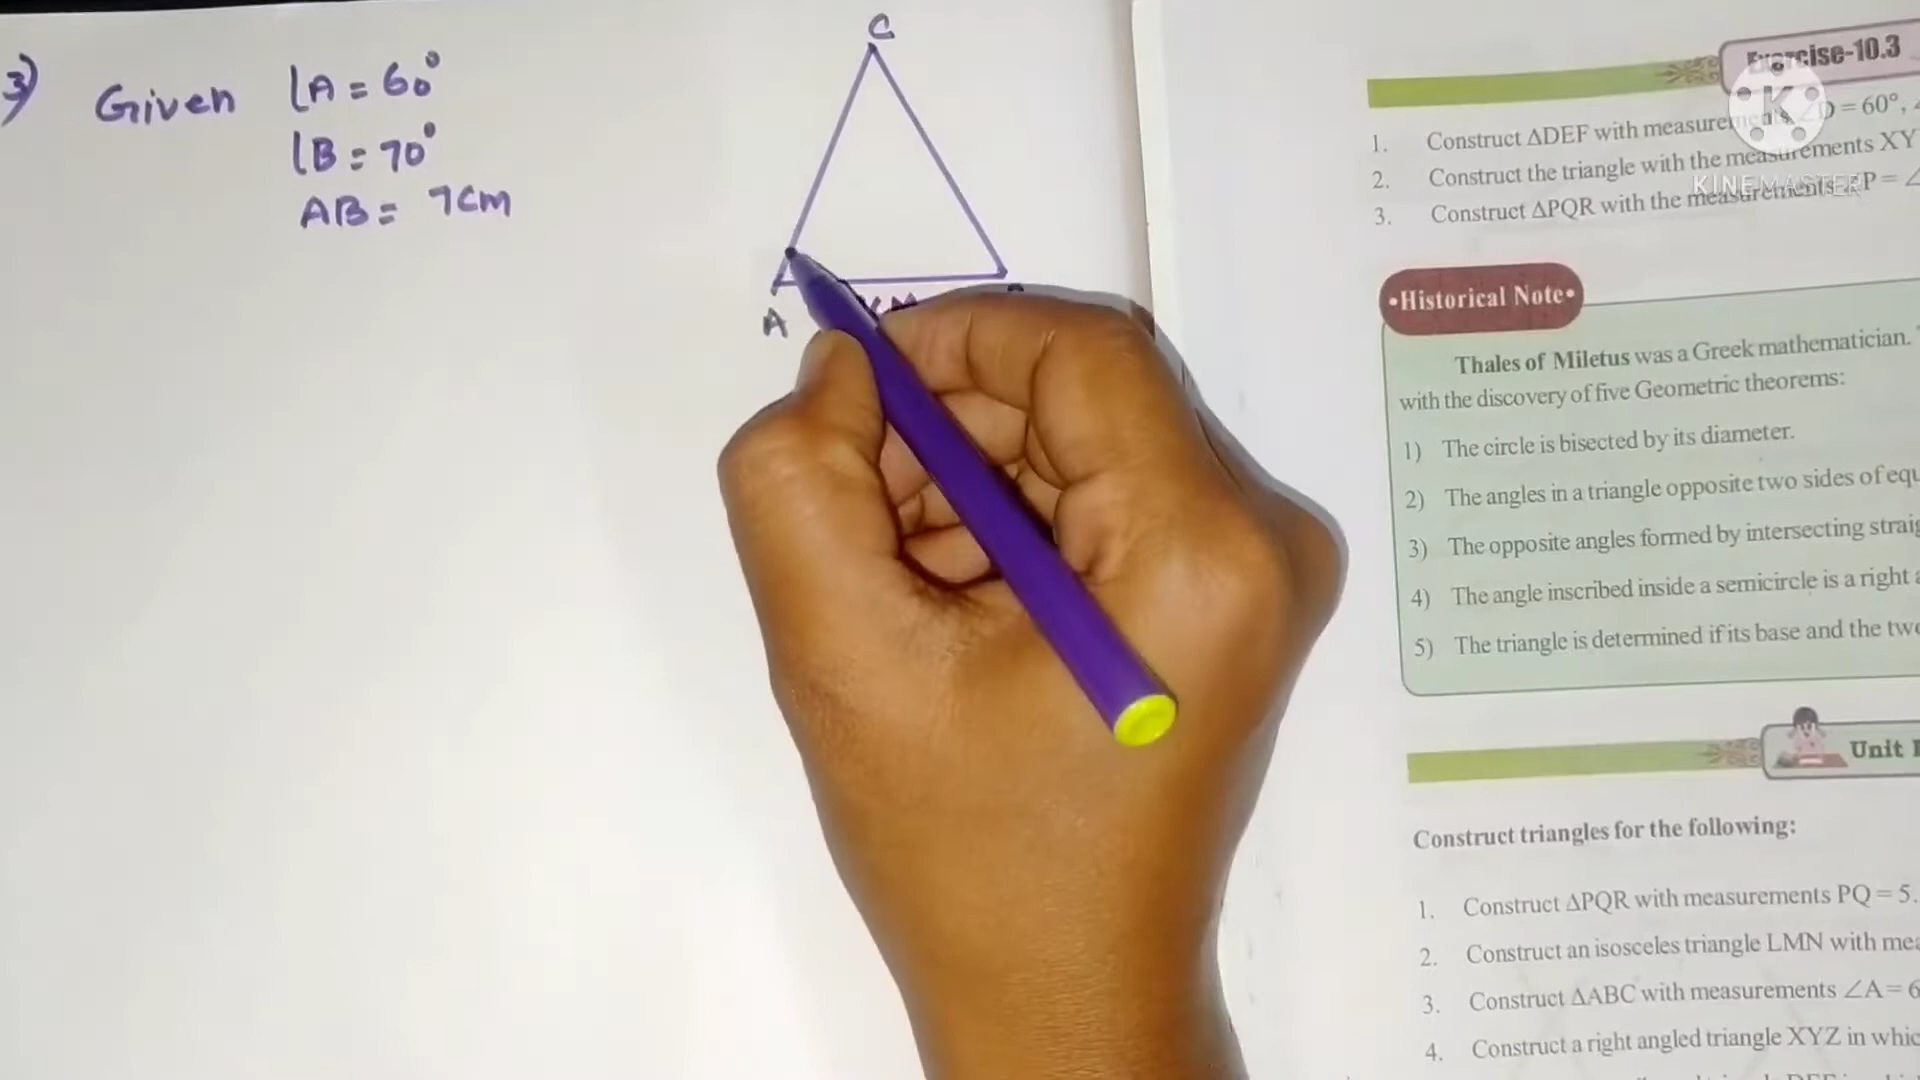 3) Given ∠A = 60°
∠B = 70°
AB = 7cm
C
A
cm
Exercise-10.3
1. Construct ΔDEF with measurements ∠D = 60°,
2. Construct the triangle with the measurements XY
3. Construct ΔPQR with the measurements ∠P = ∠
KINEMASTER
•Historical Note•
Thales of Miletus was a Greek mathematician.
with the discovery of five Geometric theorems:
1) The circle is bisected by its diameter.
2) The angles in a triangle opposite two sides of equ
3) The opposite angles formed by intersecting straig
4) The angle inscribed inside a semicircle is a right a
5) The triangle is determined if its base and the two
Unit
Construct triangles for the following:
1. Construct ΔPQR with measurements PQ = 5.
2. Construct an isosceles triangle LMN with mea
3. Construct ΔABC with measurements ∠A = 6
4. Construct a right angled triangle XYZ in whic